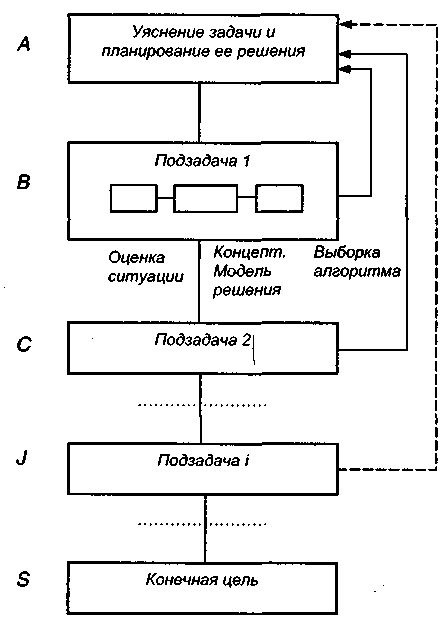 A
Уяснение задачи и
планирование ее решения
B
Подзадача 1
Оценка
ситуации
Концепт.
Модель
решения
Выборка
алгоритма
C
Подзадача 2
J
Подзадача i
S
Конечная цель